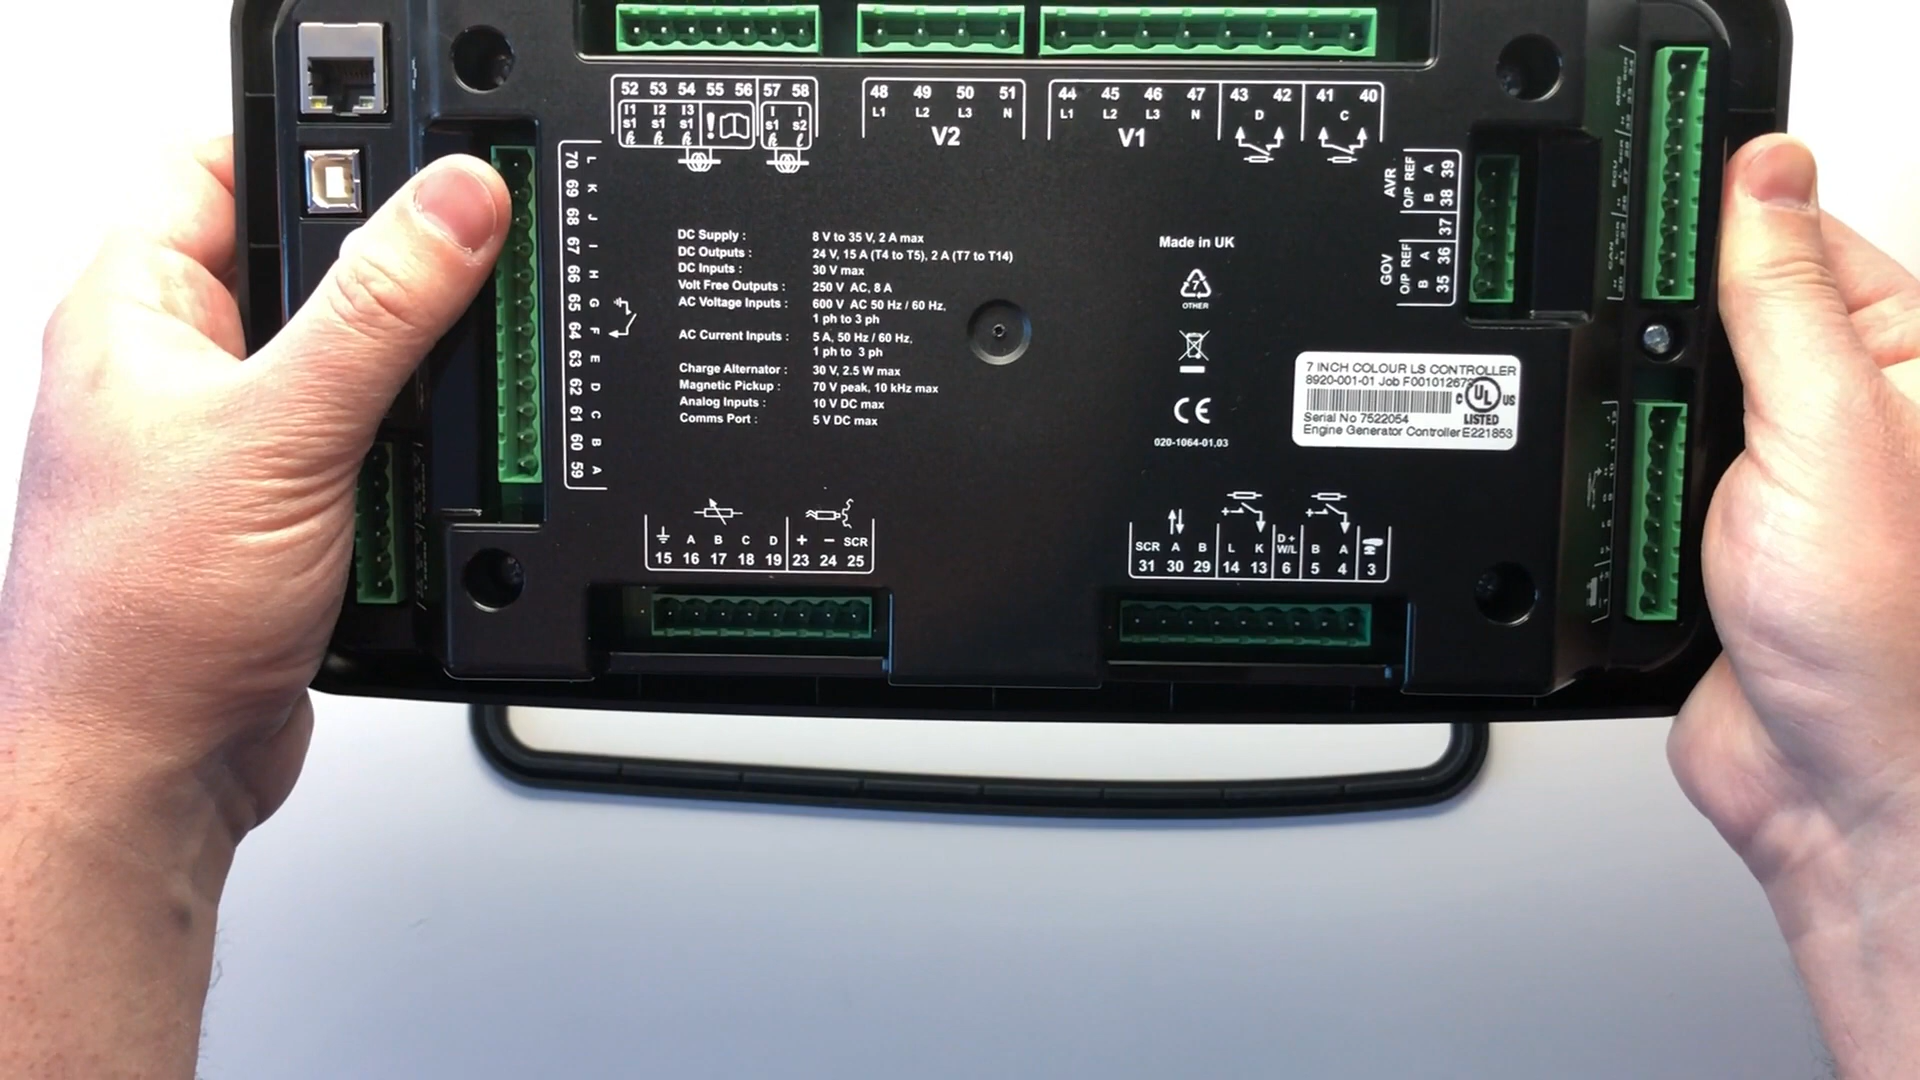 52 53 54 55 56 57 58
I1 I2 I3 I I
s1 s1 s1 s1 s2
k k k k l
48 49 50 51
L1 L2 L3 N
V2
44 45 46 47 43 42 41 40
L1 L2 L3 N D C
V1
70 69 68 67 66 65 64 63 62 61 60 59
L K J I H G F E D C B A
DC Supply : 8 V to 35 V, 2 A max
DC Outputs : 24 V, 15 A (T4 to T5), 2 A (T7 to T14)
DC Inputs : 30 V max
Volt Free Outputs : 250 V AC, 8 A
AC Voltage Inputs : 600 V AC 50 Hz / 60 Hz,
1 ph to 3 ph
AC Current Inputs : 5 A, 50 Hz / 60 Hz,
1 ph to 3 ph
Charge Alternator : 30 V, 2.5 W max
Magnetic Pickup : 70 V peak, 10 kHz max
Analog Inputs : 10 V DC max
Comms Port : 5 V DC max
Made in UK
7
OTHER
CE
020-1064-01,03
GOV AVR
O/P REF O/P REF
B A B A
35 36 37 38 39
7 INCH COLOUR LS CONTROLLER
8920-001-01 Job
C UL US
LISTED
Serial No 7522054
Engine Generator Controller E221853
A B C D + − SCR
15 16 17 18 19 23 24 25
SCR A B L K D+ W/L B A
31 30 29 14 13 6 5 4 3